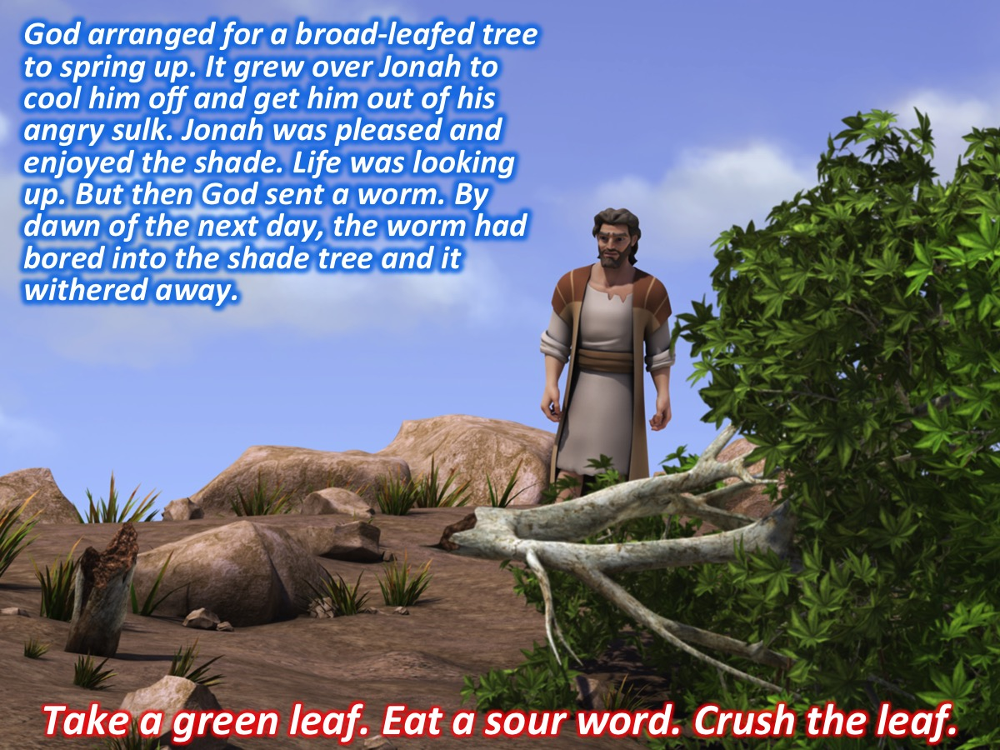 God arranged for a broad-leafed tree
to spring up. It grew over Jonah to
cool him off and get him out of his
angry sulk. Jonah was pleased and
enjoyed the shade. Life was looking
up. But then God sent a worm. By
dawn of the next day, the worm had
bored into the shade tree and it
withered away.
Take a green leaf. Eat a sour word. Crush the leaf.